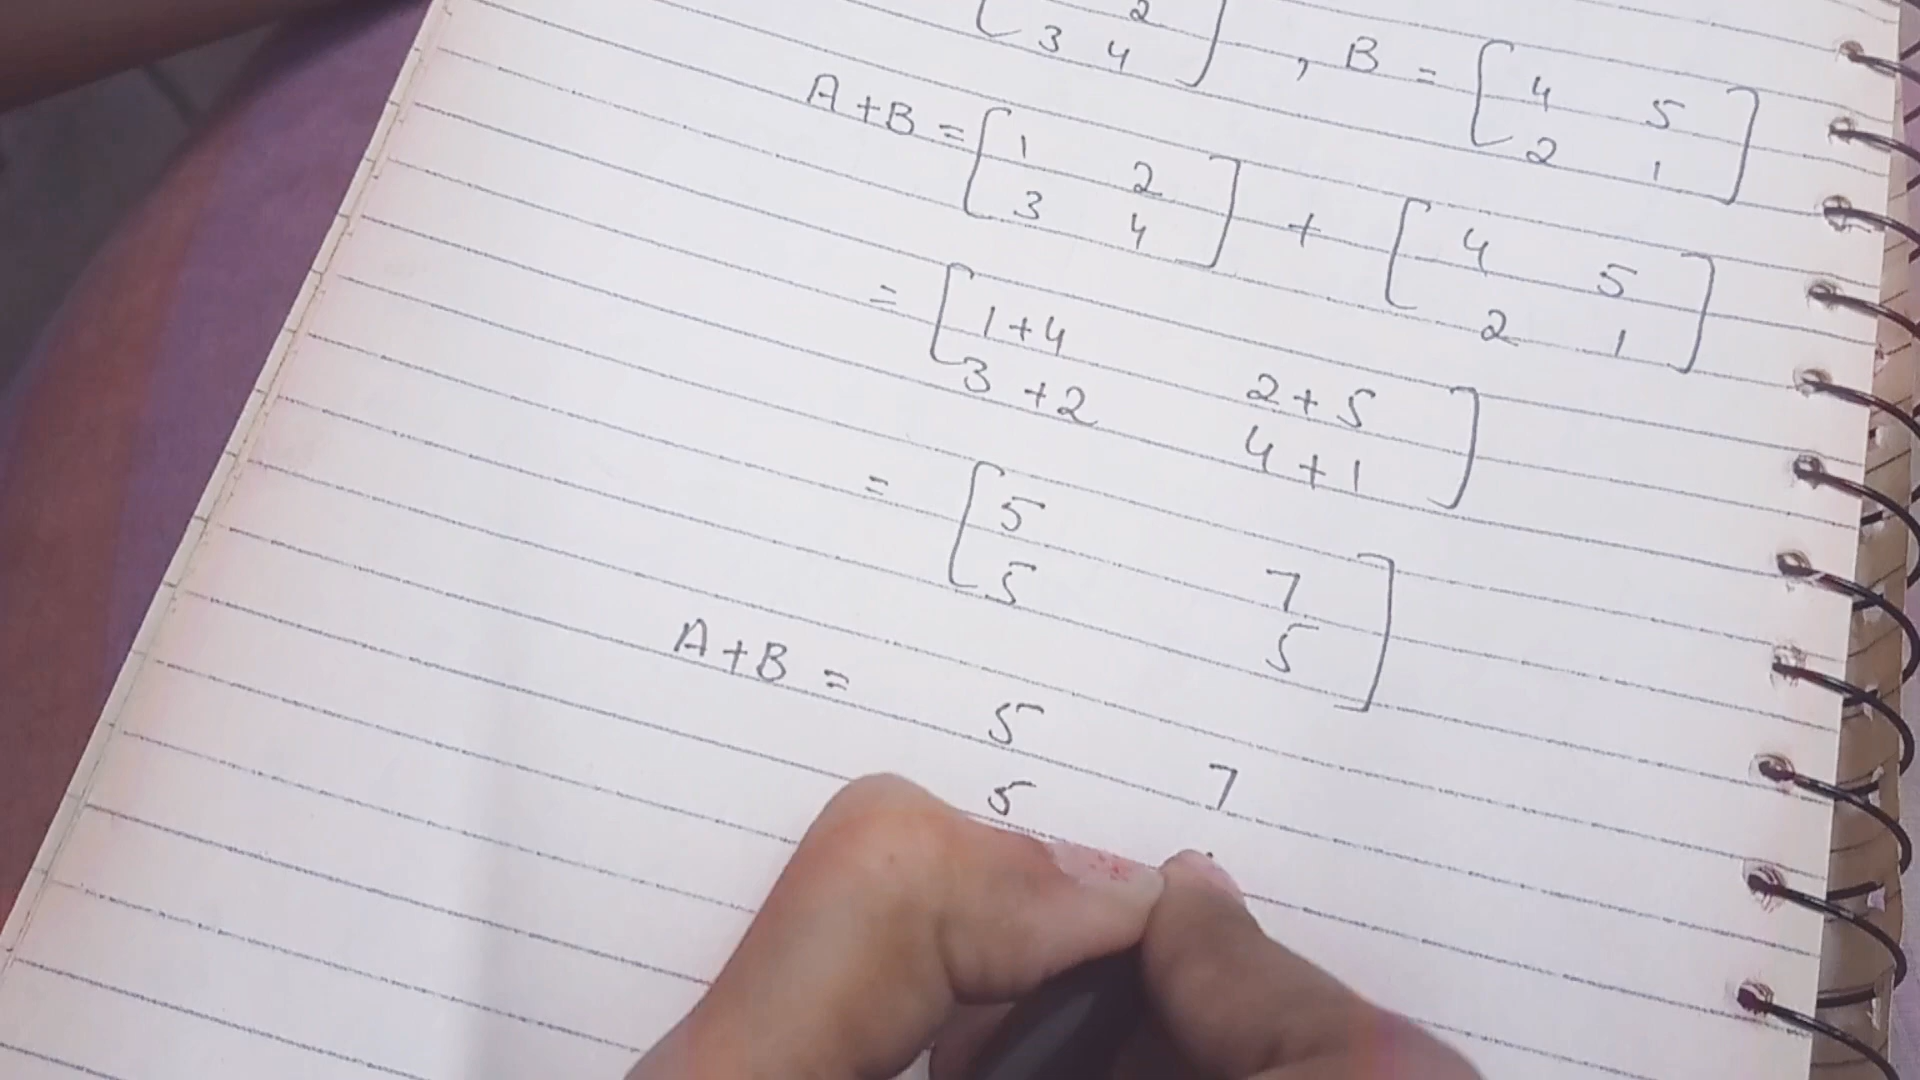 2 , B = [ 4 5
3 4 ] 2 1 ]
A+B = [ 1 2 ] + [ 4 5
3 4 ] 2 1 ]
= [ 1+4 2+5
3+2 4+1 ]
= [ 5 7
5 5 ]
A+B = 5 7
5